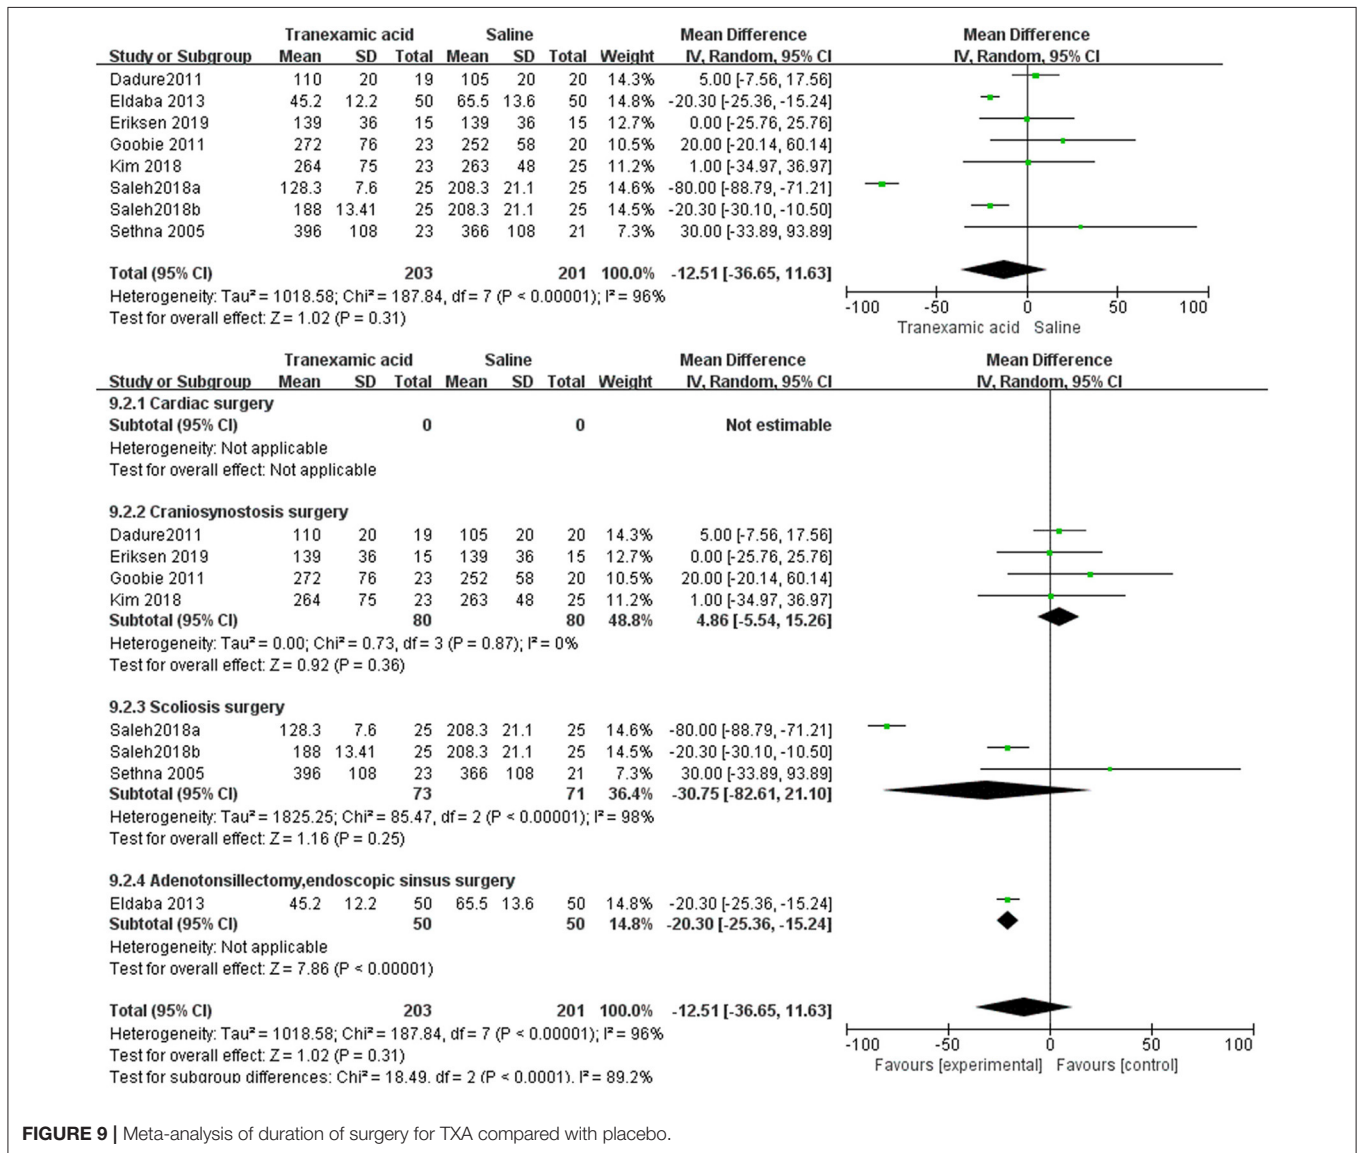 Tranexamic acid Saline Mean Difference Mean Difference
Study or Subgroup Mean SD Total Mean SD Total Weight IV, Random, 95% CI IV, Random, 95% CI
Dadure2011 110 20 19 105 20 20 14.3% 5.00 [-7.56, 17.56]
Eldaba 2013 45.2 12.2 50 65.5 13.6 50 14.8% -20.30 [-25.36, -15.24]
Eriksen 2019 139 36 15 139 36 15 12.7% 0.00 [-25.76, 25.76]
Goobie 2011 272 76 23 252 58 20 10.5% 20.00 [-20.14, 60.14]
Kim 2018 264 75 23 263 48 25 11.2% 1.00 [-34.97, 36.97]
Saleh2018a 128.3 7.6 25 208.3 21.1 25 14.6% -80.00 [-88.79, -71.21]
Saleh2018b 188 13.41 25 208.3 21.1 25 14.5% -20.30 [-30.10, -10.50]
Sethna 2005 396 108 23 366 108 21 7.3% 30.00 [-33.89, 93.89]
Total (95% CI) 203 201 100.0% -12.51 [-36.65, 11.63]
Heterogeneity: Tau² = 1018.58; Chi² = 187.84, df = 7 (P < 0.00001); I² = 96%
Test for overall effect: Z = 1.02 (P = 0.31)
-100 -50 0 50 100
Tranexamic acid Saline
Tranexamic acid Saline Mean Difference Mean Difference
Study or Subgroup Mean SD Total Mean SD Total Weight IV, Random, 95% CI IV, Random, 95% CI
9.2.1 Cardiac surgery
Subtotal (95% CI) 0 0 Not estimable
Heterogeneity: Not applicable
Test for overall effect: Not applicable
9.2.2 Craniosynostosis surgery
Dadure2011 110 20 19 105 20 20 14.3% 5.00 [-7.56, 17.56]
Eriksen 2019 139 36 15 139 36 15 12.7% 0.00 [-25.76, 25.76]
Goobie 2011 272 76 23 252 58 20 10.5% 20.00 [-20.14, 60.14]
Kim 2018 264 75 23 263 48 25 11.2% 1.00 [-34.97, 36.97]
Subtotal (95% CI) 80 80 48.8% 4.86 [-5.54, 15.26]
Heterogeneity: Tau² = 0.00; Chi² = 0.73, df = 3 (P = 0.87); I² = 0%
Test for overall effect: Z = 0.92 (P = 0.36)
9.2.3 Scoliosis surgery
Saleh2018a 128.3 7.6 25 208.3 21.1 25 14.6% -80.00 [-88.79, -71.21]
Saleh2018b 188 13.41 25 208.3 21.1 25 14.5% -20.30 [-30.10, -10.50]
Sethna 2005 396 108 23 366 108 21 7.3% 30.00 [-33.89, 93.89]
Subtotal (95% CI) 73 71 36.4% -30.75 [-82.61, 21.10]
Heterogeneity: Tau² = 1825.25; Chi² = 85.47, df = 2 (P < 0.00001); I² = 98%
Test for overall effect: Z = 1.16 (P = 0.25)
9.2.4 Adenotonsillectomy,endoscopic sinsus surgery
Eldaba 2013 45.2 12.2 50 65.5 13.6 50 14.8% -20.30 [-25.36, -15.24]
Subtotal (95% CI) 50 50 14.8% -20.30 [-25.36, -15.24]
Heterogeneity: Not applicable
Test for overall effect: Z = 7.86 (P < 0.00001)
Total (95% CI) 203 201 100.0% -12.51 [-36.65, 11.63]
Heterogeneity: Tau² = 1018.58; Chi² = 187.84, df = 7 (P < 0.00001); I² = 96%
Test for overall effect: Z = 1.02 (P = 0.31)
Test for subgroup differences: Chi² = 18.49, df = 2 (P < 0.0001), I² = 89.2%
-100 -50 0 50 100
Favours [experimental] Favours [control]
FIGURE 9 | Meta-analysis of duration of surgery for TXA compared with placebo.